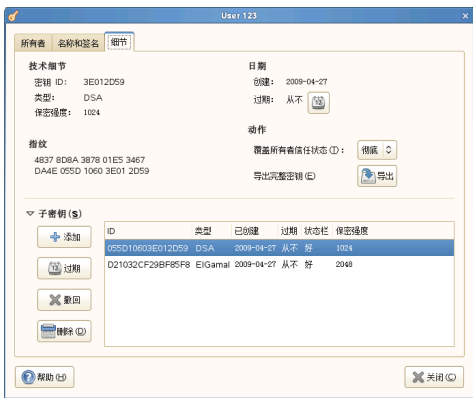 User 123
所有者 名称和签名 细节
技术细节
密钥 ID: 3E012D59
类型: DSA
保密强度: 1024
指纹
4837 8D8A 3878 01E5 3467
DA4E 055D 1060 3E01 2D59
日期
创建: 2009-04-27
过期: 从不
动作
覆盖所有者信任状态(T): 彻底
导出完整密钥(E) 导出
子密钥(S)
添加
过期
撤回
删除(D)
ID 类型 已创建 过期 状态栏 保密强度
055D10603E012D59 DSA 2009-04-27 从不 好 1024
D21032CF29BF85F8 ElGamal 2009-04-27 从不 好 2048
帮助(H) 关闭(C)